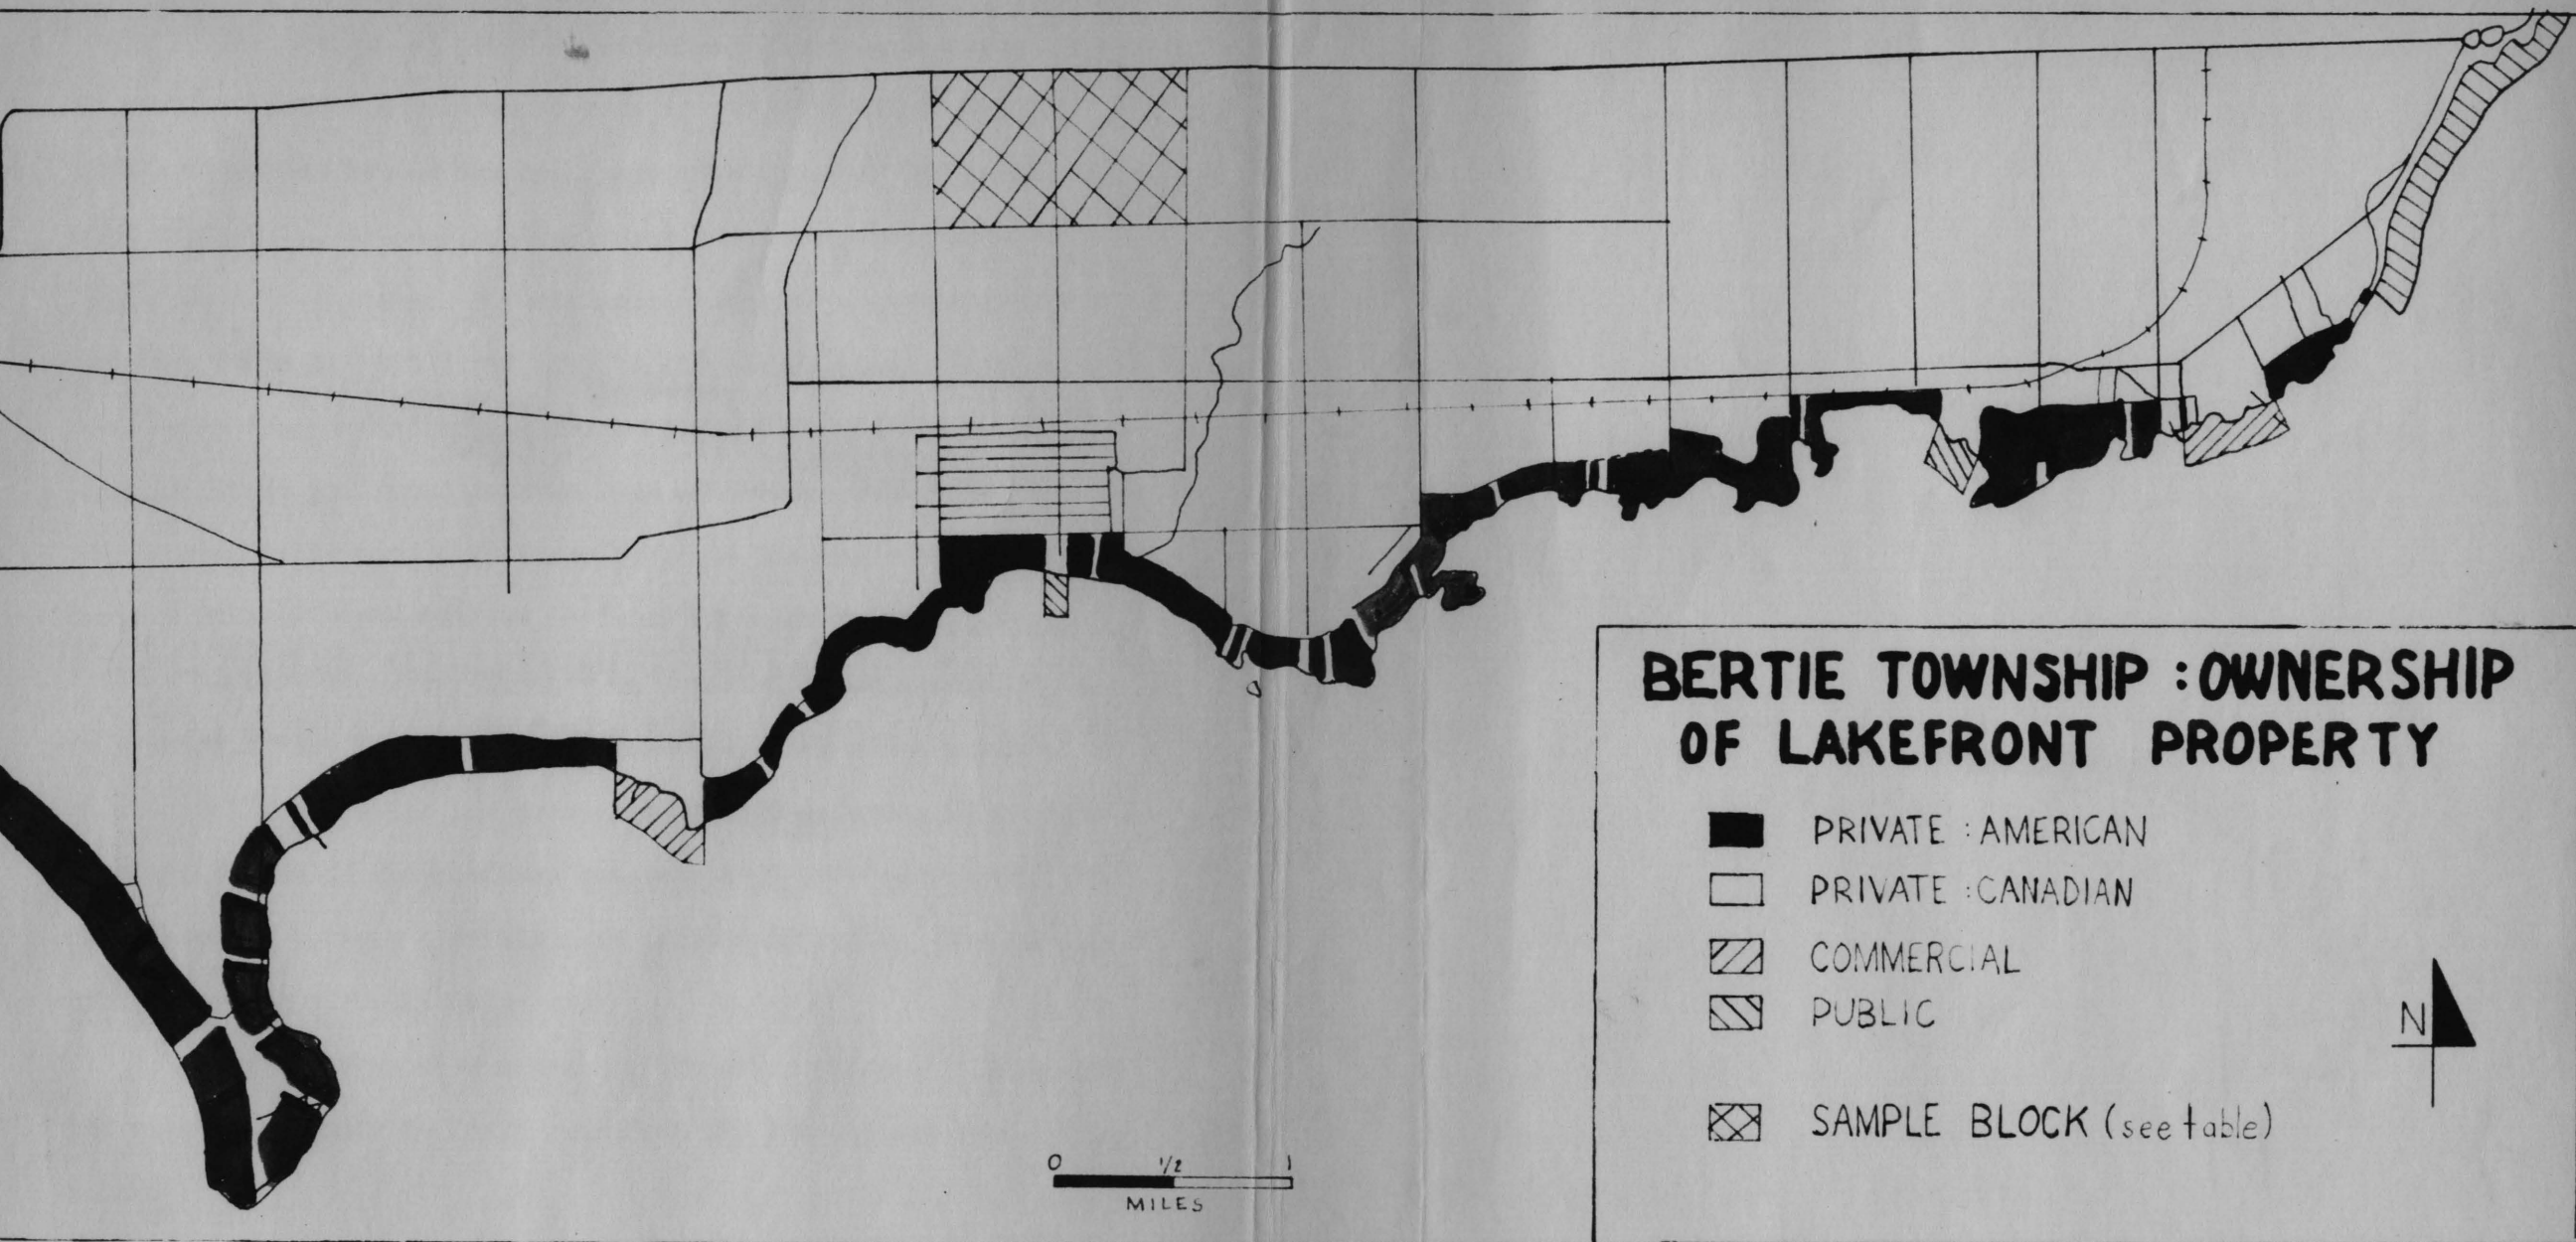 BERTIE TOWNSHIP : OWNERSHIP
OF LAKEFRONT PROPERTY
PRIVATE : AMERICAN
PRIVATE : CANADIAN
COMMERCIAL
PUBLIC
SAMPLE BLOCK (see table)
N
0 1/2 1
MILES